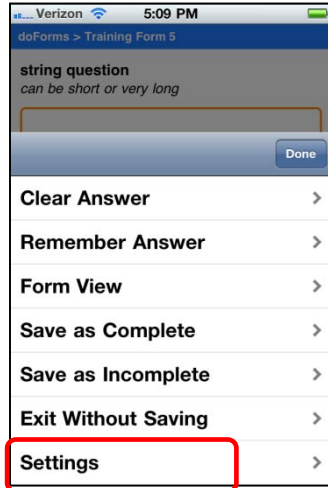 Verizon 5:09 PM
doForms > Training Form 5
string question
can be short or very long
Done
Clear Answer
Remember Answer
Form View
Save as Complete
Save as Incomplete
Exit Without Saving
Settings